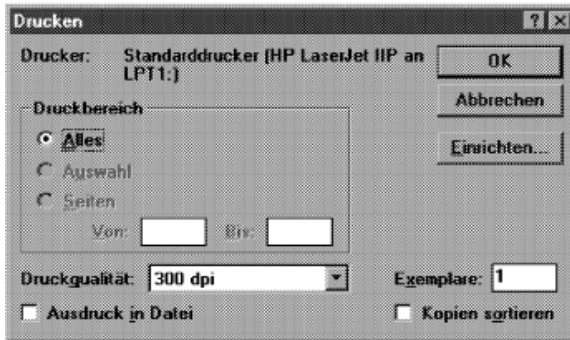 Drucken
Drucker: Standarddrucker (HP LaserJet IIP an
LPT1:)
OK
Abbrechen
Einrichten...
Druckbereich
Alles
Auswahl
Seiten
Von: Bis:
Druckqualität: 300 dpi
Exemplare: 1
Ausdruck in Datei
Kopien sortieren